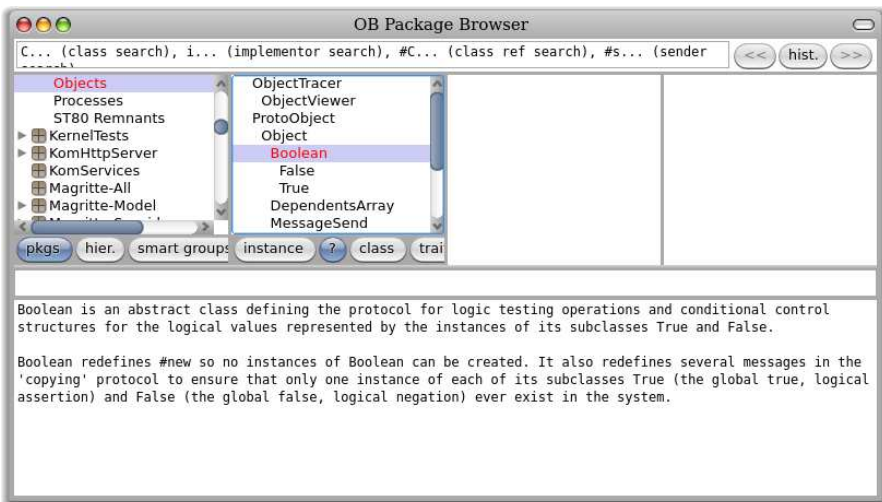 OB Package Browser
C... (class search), i... (implementor search), #C... (class ref search), #s... (sender
<< hist. >>
Objects
Processes
ST80 Remnants
KernelTests
KomHttpServer
KomServices
Magritte-All
Magritte-Model
ObjectTracer
ObjectViewer
ProtoObject
Object
Boolean
False
True
DependentsArray
MessageSend
pkgs hier. smart groups instance ? class trai
Boolean is an abstract class defining the protocol for logic testing operations and conditional control
structures for the logical values represented by the instances of its subclasses True and False.
Boolean redefines #new so no instances of Boolean can be created. It also redefines several messages in the
'copying' protocol to ensure that only one instance of each of its subclasses True (the global true, logical
assertion) and False (the global false, logical negation) ever exist in the system.